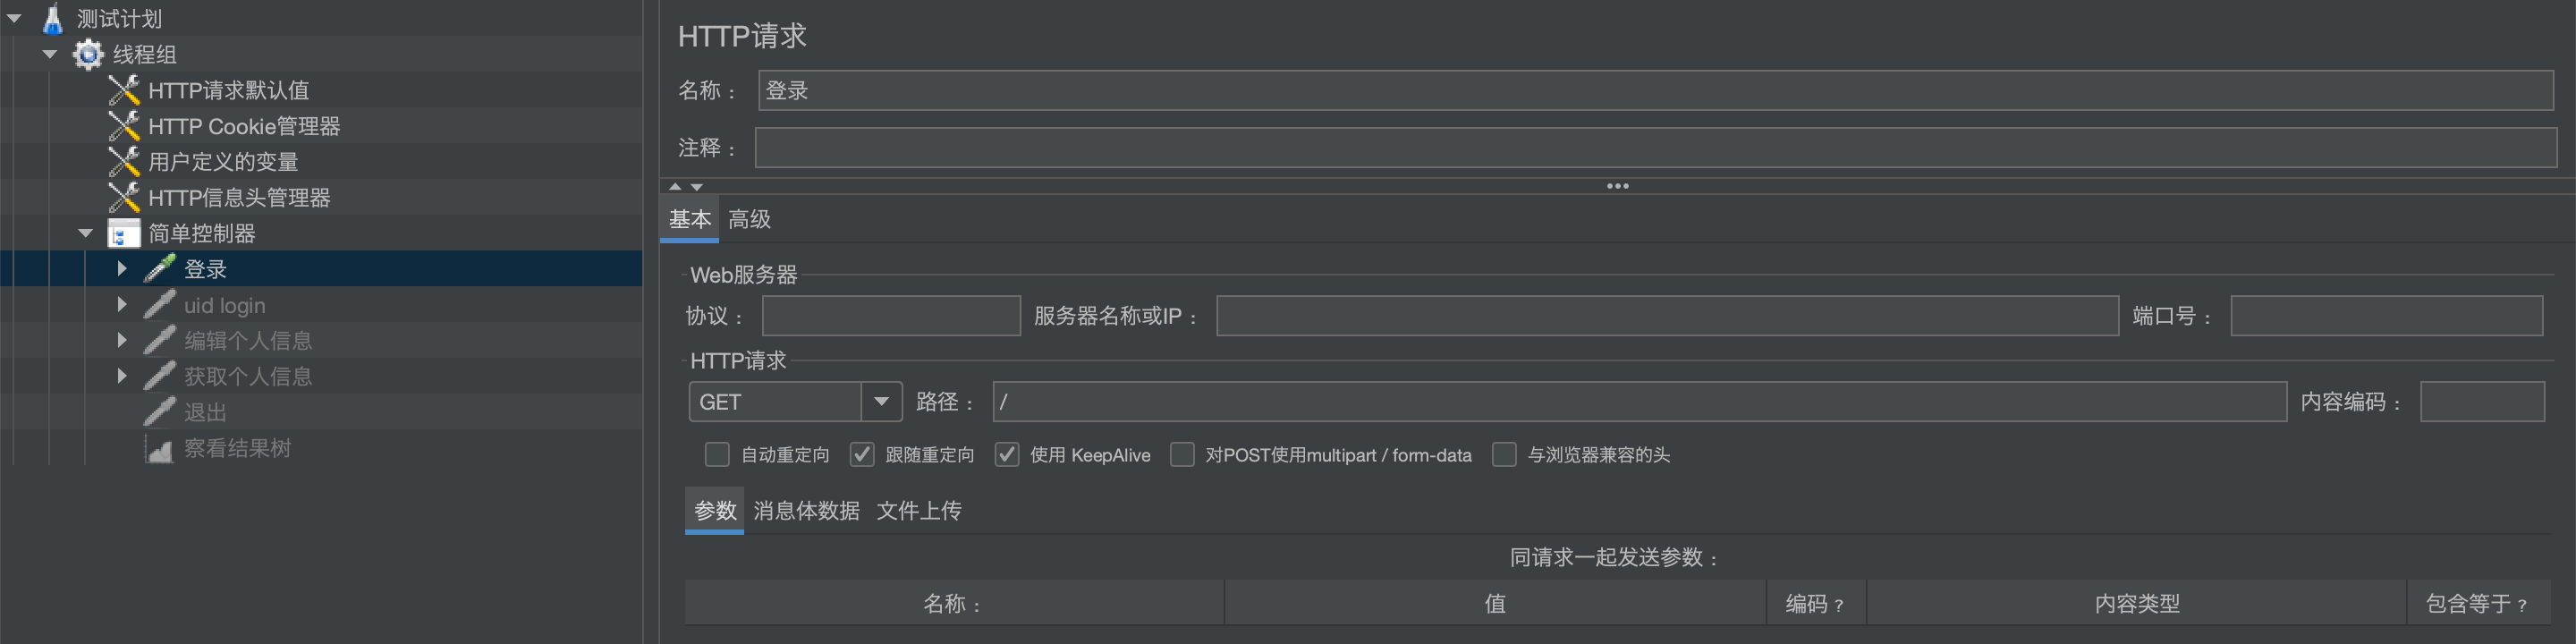 测试计划
线程组
HTTP请求默认值
HTTP Cookie管理器
用户定义的变量
HTTP信息头管理器
简单控制器
登录
uid login
编辑个人信息
获取个人信息
退出
察看结果树
HTTP请求
名称： 登录
注释：
基本 高级
Web服务器
协议： 服务器名称或IP： 端口号：
HTTP请求
GET 路径： / 内容编码：
自动重定向 跟随重定向 使用 KeepAlive 对POST使用multipart / form-data 与浏览器兼容的头
参数 消息体数据 文件上传
同请求一起发送参数：
名称： 值 编码？ 内容类型 包含等于？